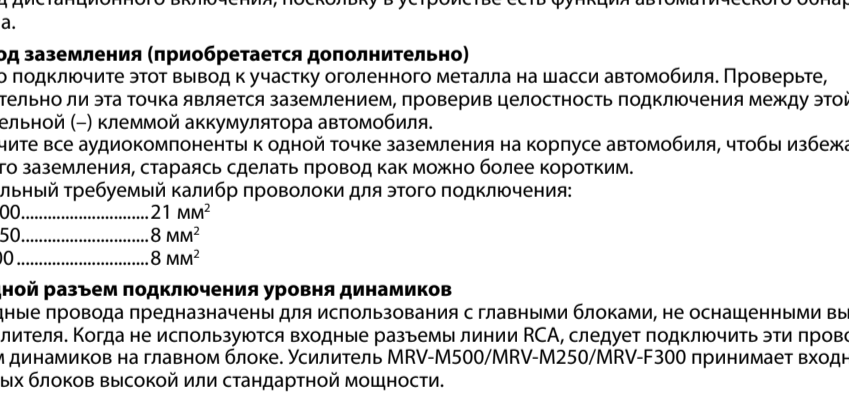 дистанционного включения, поскольку в устройстве есть функция автоматического обнар
а.
од заземления (приобретается дополнительно)
о подключите этот вывод к участку оголенного металла на шасси автомобиля. Проверьте,
тельно ли эта точка является заземлением, проверив целостность подключения между этой
ельной (–) клеммой аккумулятора автомобиля.
чите все аудиокомпоненты к одной точке заземления на корпусе автомобиля, чтобы избежа
го заземления, стараясь сделать провод как можно более коротким.
льный требуемый калибр проволоки для этого подключения:
00.............................21 мм²
50.............................8 мм²
00..............................8 мм²
дной разъем подключения уровня динамиков
дные провода предназначены для использования с главными блоками, не оснащенными вы
лителя. Когда не используются входные разъемы линии RCA, следует подключить эти прово
м динамиков на главном блоке. Усилитель MRV-M500/MRV-M250/MRV-F300 принимает входн
ых блоков высокой или стандартной мощности.